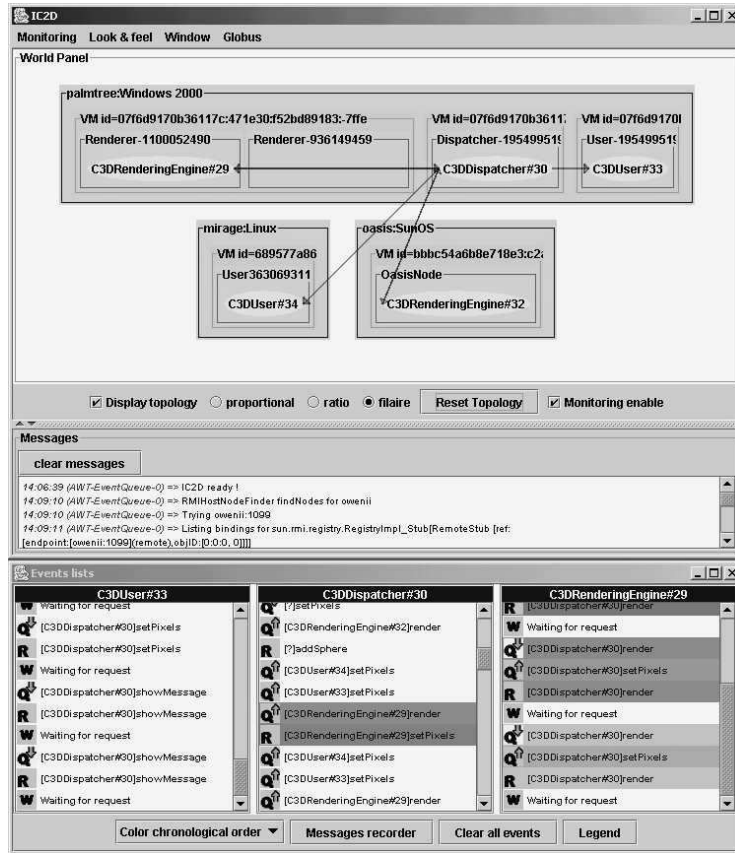 IC2D
Monitoring Look & feel Window Globus
World Panel
palmtree:Windows 2000
VM id=07f6d9170b36117c:471e30:f52bd89183:-7ffe
VM id=07f6d9170b3611
VM id=07f6d9170
Renderer-1100052490
Renderer-936149459
Dispatcher-195499519
User-195499519
C3DRenderingEngine#29
C3DDispatcher#30
C3DUser#33
mirage:Linux
oasis:SunOS
VM id=689577a86
VM id=bbbc54a6b8e718e3:c2
User363069311
OasisNode
C3DUser#34
C3DRenderingEngine#32
Display topology proportional ratio filaire Reset Topology Monitoring enable
Messages
clear messages
14:06:39 (AWT-EventQueue-0) => IC2D ready !
14:09:10 (AWT-EventQueue-0) => RMIHostNodeFinder findNodes for owenii
14:09:10 (AWT-EventQueue-0) => Trying owenii:1099
14:09:11 (AWT-EventQueue-0) => Listing bindings for sun.rmi.registry.RegistryImpl_Stub[RemoteStub [ref:
[endpoint:[owenii:1099](remote),objID:[0:0:0, 0]]]]
Events lists
C3DUser#33
W Waiting for request
Q [C3DDispatcher#30]setPixels
R [C3DDispatcher#30]setPixels
W Waiting for request
Q [C3DDispatcher#30]showMessage
R [C3DDispatcher#30]showMessage
W Waiting for request
Q [C3DDispatcher#30]showMessage
R [C3DDispatcher#30]showMessage
W Waiting for request
C3DDispatcher#30
Q [?]setPixels
Q [C3DRenderingEngine#32]render
R [?]addSphere
Q [C3DUser#34]setPixels
Q [C3DUser#33]setPixels
Q [C3DRenderingEngine#29]render
R [C3DRenderingEngine#29]setPixels
Q [C3DUser#34]setPixels
Q [C3DUser#33]setPixels
Q [C3DRenderingEngine#29]render
C3DRenderingEngine#29
R [C3DDispatcher#30]render
W Waiting for request
Q [C3DDispatcher#30]render
Q [C3DDispatcher#30]setPixels
R [C3DDispatcher#30]render
W Waiting for request
Q [C3DDispatcher#30]render
Q [C3DDispatcher#30]setPixels
R [C3DDispatcher#30]render
W Waiting for request
Color chronological order Messages recorder Clear all events Legend